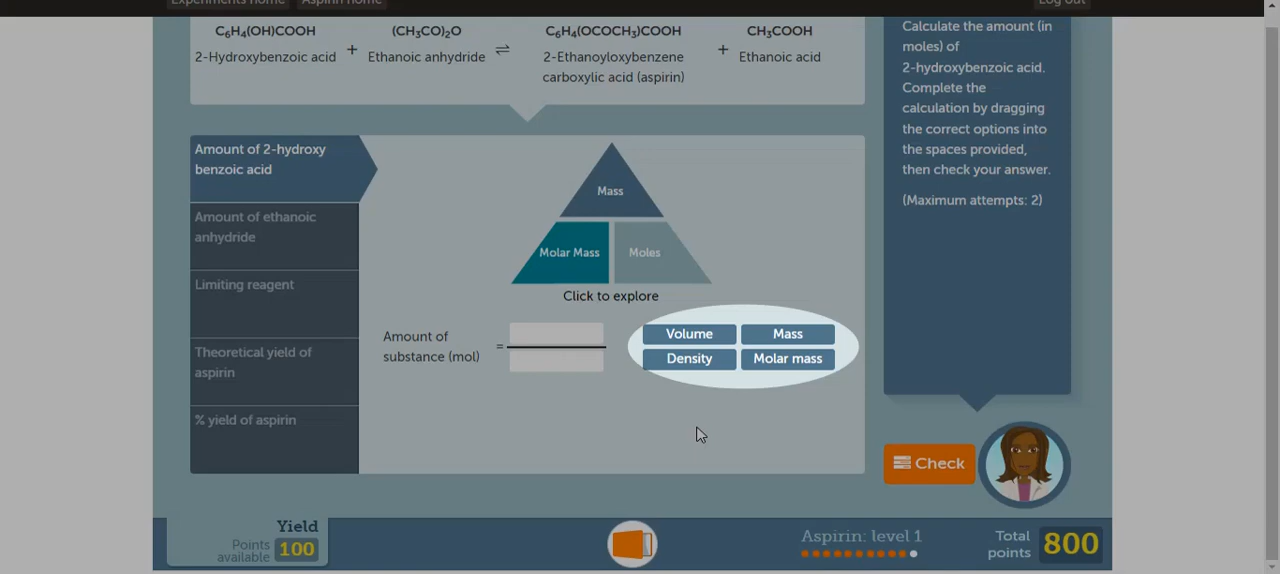 Experiments home Aspirin home Log out
C₆H₄(OH)COOH (CH₃CO)₂O C₆H₄(OCOCH₃)COOH CH₃COOH
2-Hydroxybenzoic acid + Ethanoic anhydride ⇌ 2-Ethanoyloxybenzene + Ethanoic acid
carboxylic acid (aspirin)
Calculate the amount (in
moles) of
2-hydroxybenzoic acid.
Complete the
calculation by dragging
the correct options into
the spaces provided,
then check your answer.
(Maximum attempts: 2)
Amount of 2-hydroxy
benzoic acid
Amount of ethanoic
anhydride
Limiting reagent
Theoretical yield of
aspirin
% yield of aspirin
Mass
Molar Mass Moles
Click to explore
Amount of
substance (mol) =
Volume Mass
Density Molar mass
Check
Yield
Points
available 100
Aspirin: level 1
Total
points 800